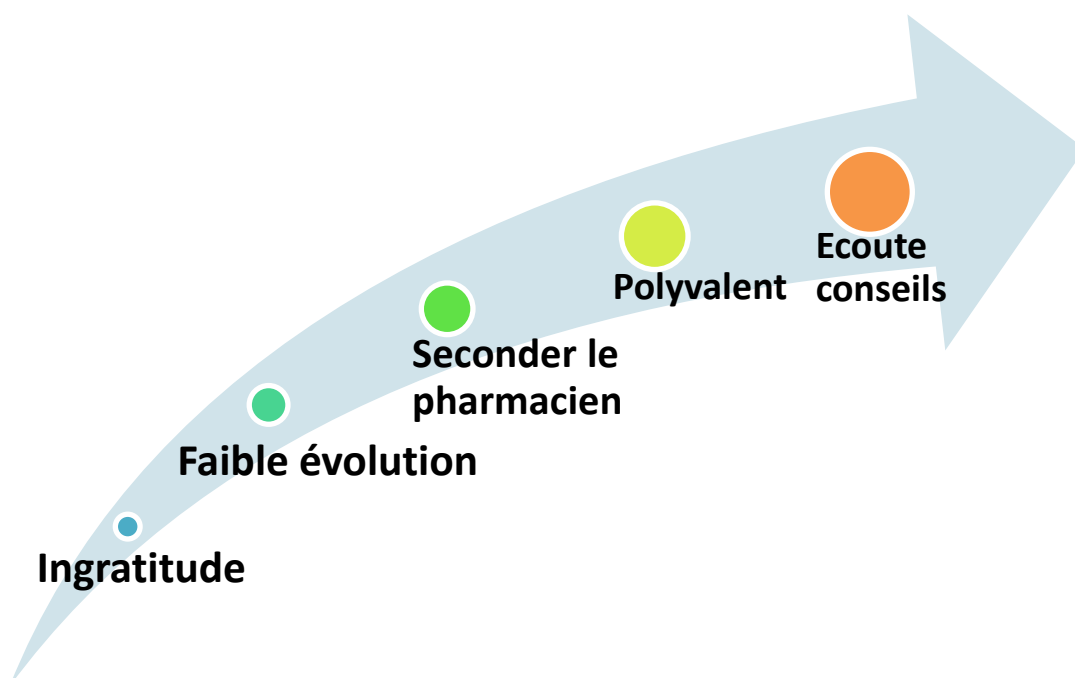 Ecoute
conseils
Polyvalent
Seconder le
pharmacien
Faible évolution
Ingratitude